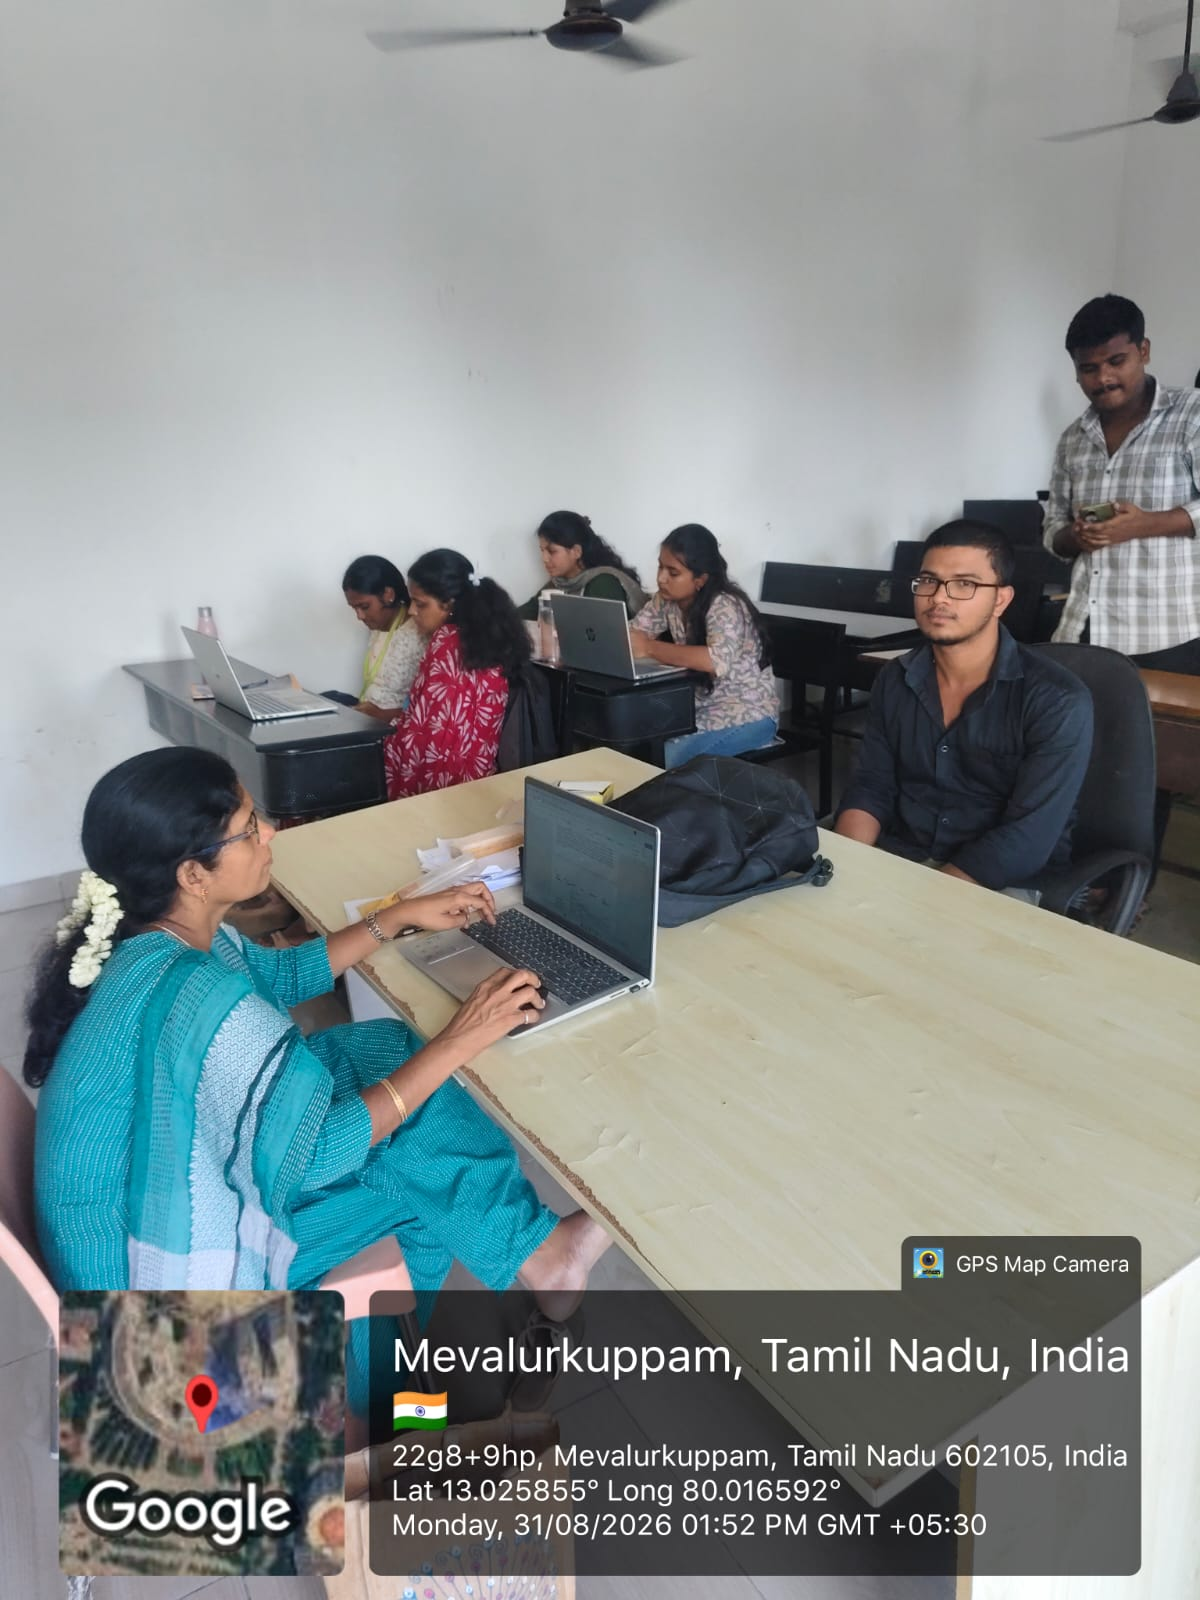 GPS Map Camera
Mevalurkuppam, Tamil Nadu, India
🇮🇳
22g8+9hp, Mevalurkuppam, Tamil Nadu 602105, India
Lat 13.025855° Long 80.016592°
Monday, 31/08/2026 01:52 PM GMT +05:30
Google